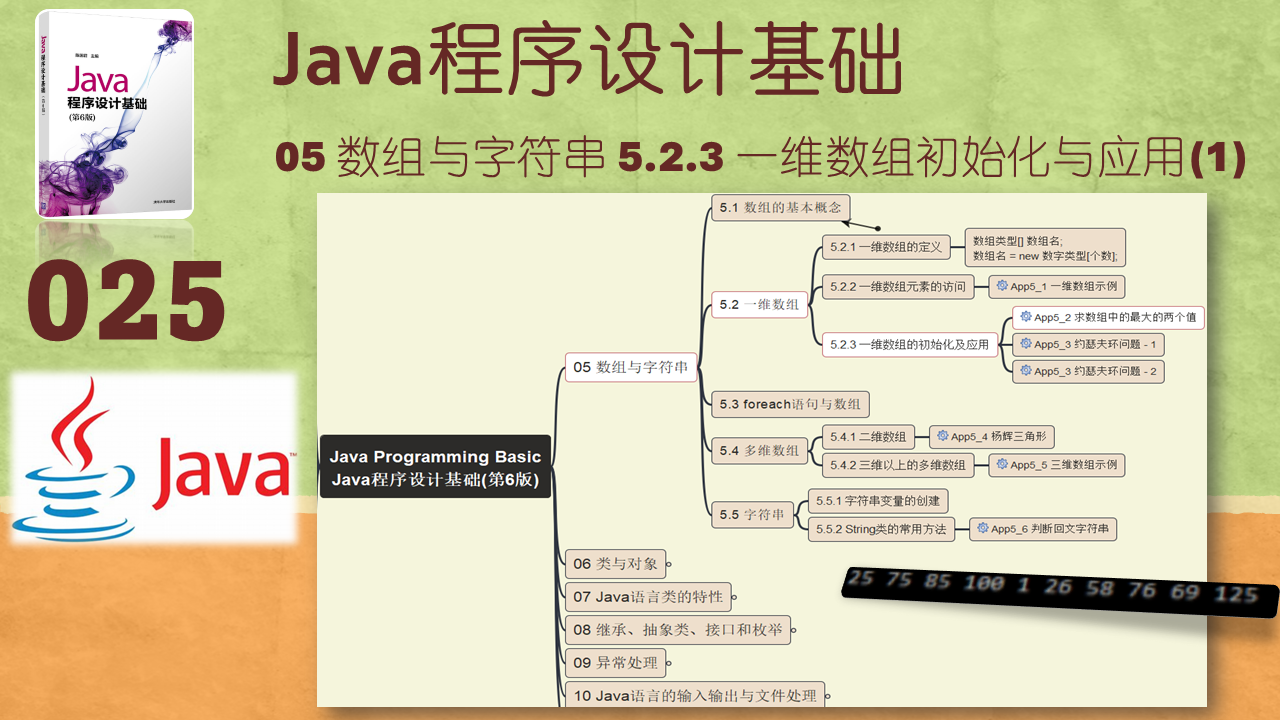 Java程序设计基础
05 数组与字符串 5.2.3 一维数组初始化与应用(1)
陈国君 主编
Java
程序设计基础
(第6版)
清华大学出版社
025
Java™
Java Programming Basic
Java程序设计基础(第6版)
05 数组与字符串
5.1 数组的基本概念
5.2 一维数组
5.2.1 一维数组的定义
数组类型[] 数组名;
数组名 = new 数字类型[个数];
5.2.2 一维数组元素的访问
App5_1 一维数组示例
5.2.3 一维数组的初始化及应用
App5_2 求数组中的最大的两个值
App5_3 约瑟夫环问题 - 1
App5_3 约瑟夫环问题 - 2
5.3 foreach语句与数组
5.4 多维数组
5.4.1 二维数组
App5_4 杨辉三角形
5.4.2 三维以上的多维数组
App5_5 三维数组示例
5.5 字符串
5.5.1 字符串变量的创建
5.5.2 String类的常用方法
App5_6 判断回文字符串
06 类与对象
07 Java语言类的特性
08 继承、抽象类、接口和枚举
09 异常处理
10 Java语言的输入输出与文件处理
25 75 85 100 1 26 58 76 69 125